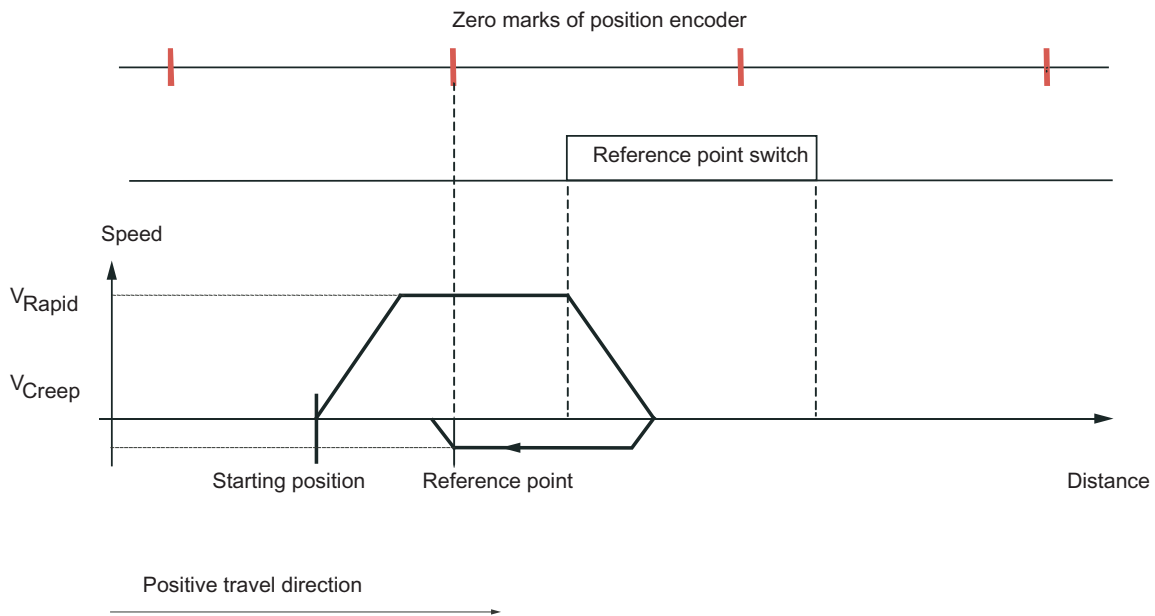 Zero marks of position encoder
Reference point switch
Speed
VRapid
VCreep
Starting position
Reference point
Distance
Positive travel direction